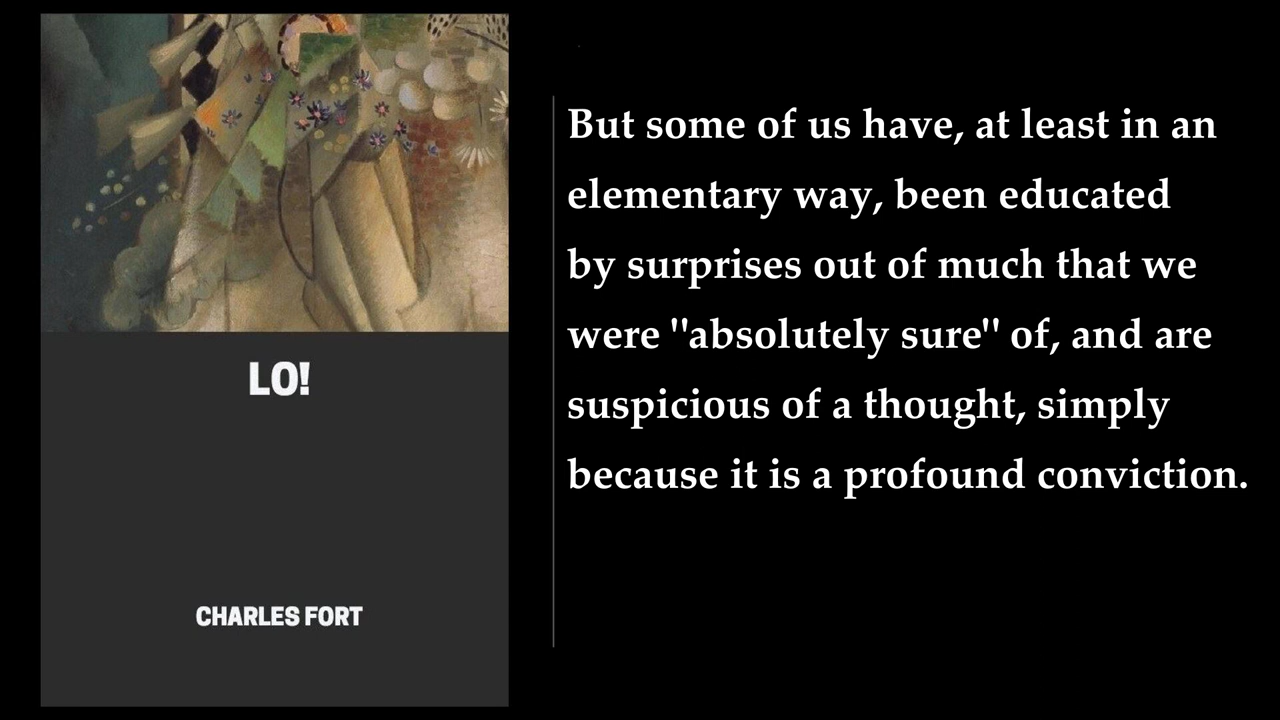 LO!
CHARLES FORT
But some of us have, at least in an
elementary way, been educated
by surprises out of much that we
were "absolutely sure" of, and are
suspicious of a thought, simply
because it is a profound conviction.